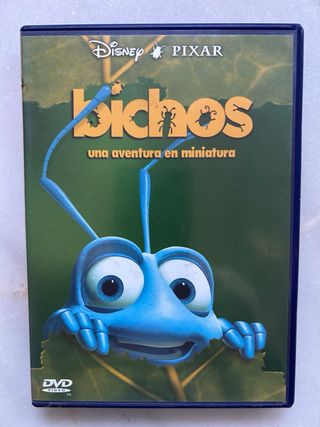 Disney PIXAR
bichos
una aventura en miniatura
DVD
VIDEO